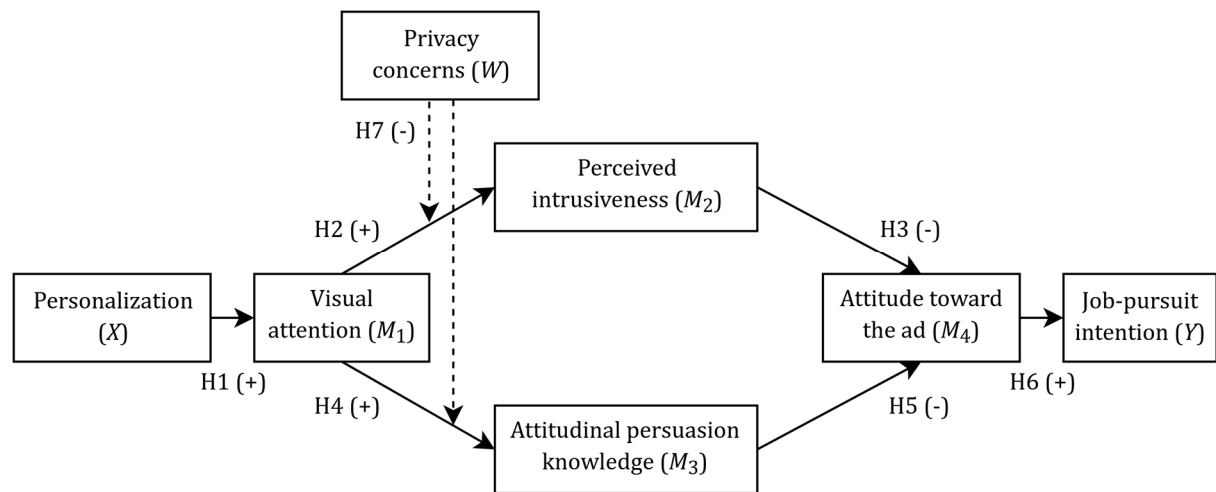 Privacy
concerns (W)
H7 (-)
Perceived
intrusiveness (M2)
H2 (+)
H3 (-)
Personalization
(X)
Visual
attention (M1)
Attitude toward
the ad (M4)
Job-pursuit
intention (Y)
H1 (+)
H4 (+)
H5 (-)
H6 (+)
Attitudinal persuasion
knowledge (M3)